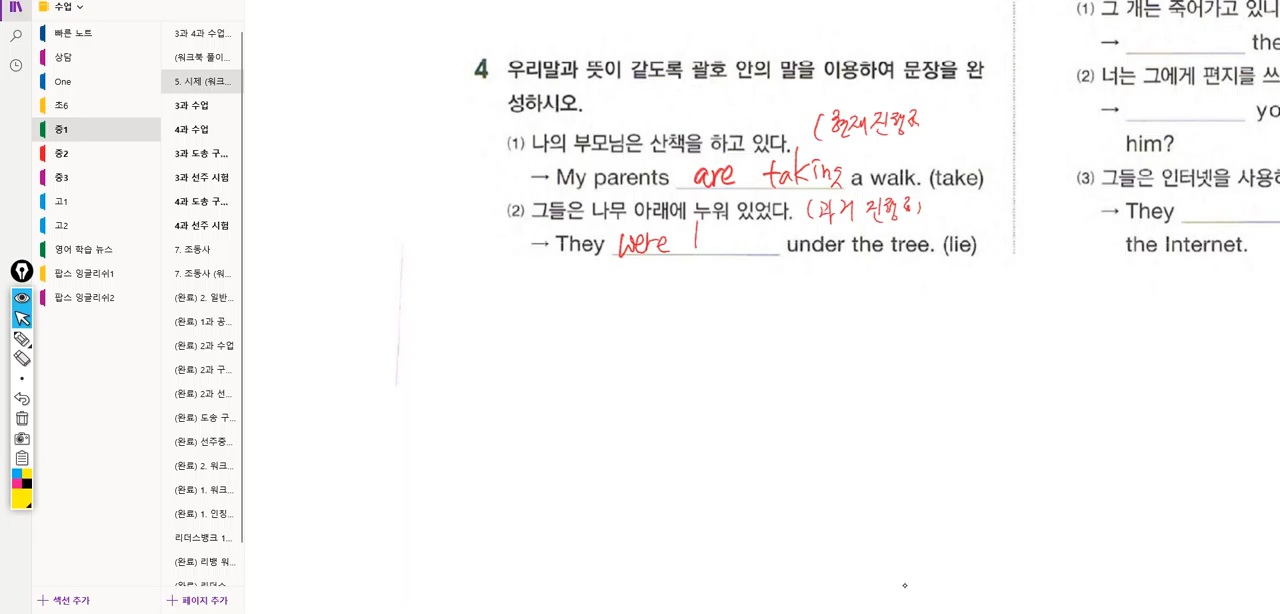 수업
빠른 노트
상담
One
초6
중1
중2
중3
고1
고2
영어 학습 뉴스
팝스 잉글리쉬1
팝스 잉글리쉬2
섹션 추가
3과 4과 수업...
(워크북 풀이...
5. 시제 (워크...
3과 수업
4과 수업
3과 도송 구...
3과 선주 시험
4과 도송 구...
4과 선주 시험
7. 조동사
7. 조동사 (워...
(완료) 2. 일반...
(완료) 1과 공...
(완료) 2과 수업
(완료) 2과 구...
(완료) 2과 선...
(완료) 도송 구...
(완료) 선주중...
(완료) 2. 워크...
(완료) 1. 워크...
(완료) 1. 인칭...
리더스뱅크 1...
(완료) 리뱅 워...
페이지 추가
4 우리말과 뜻이 같도록 괄호 안의 말을 이용하여 문장을 완
성하시오.
(현재진행
(1) 나의 부모님은 산책을 하고 있다.
→ My parents are taking a walk. (take)
(2) 그들은 나무 아래에 누워 있었다. (과거 진행
→ They were l under the tree. (lie)
(1) 그 개는 죽어가고 있니
→ the
(2) 너는 그에게 편지를 쓰
→ yo
him?
(3) 그들은 인터넷을 사용하
→ They
the Internet.